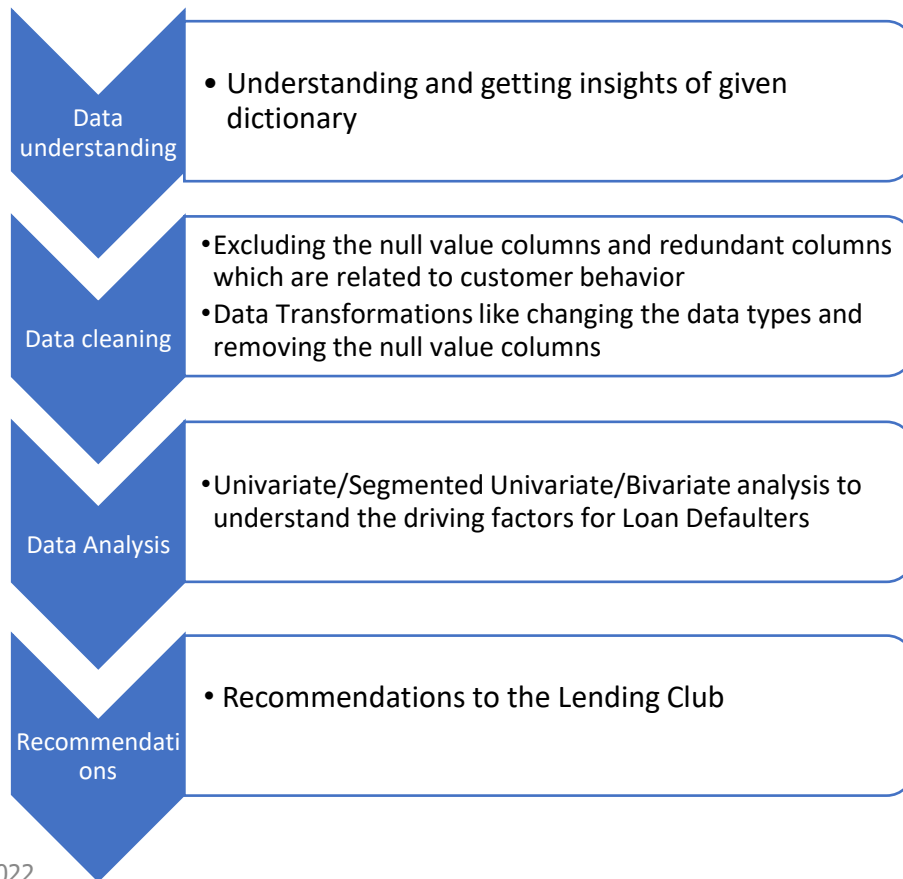 Data
understanding
• Understanding and getting insights of given
dictionary
Data cleaning
•Excluding the null value columns and redundant columns
which are related to customer behavior
•Data Transformations like changing the data types and
removing the null value columns
Data Analysis
•Univariate/Segmented Univariate/Bivariate analysis to
understand the driving factors for Loan Defaulters
Recommendati
ons
• Recommendations to the Lending Club
022